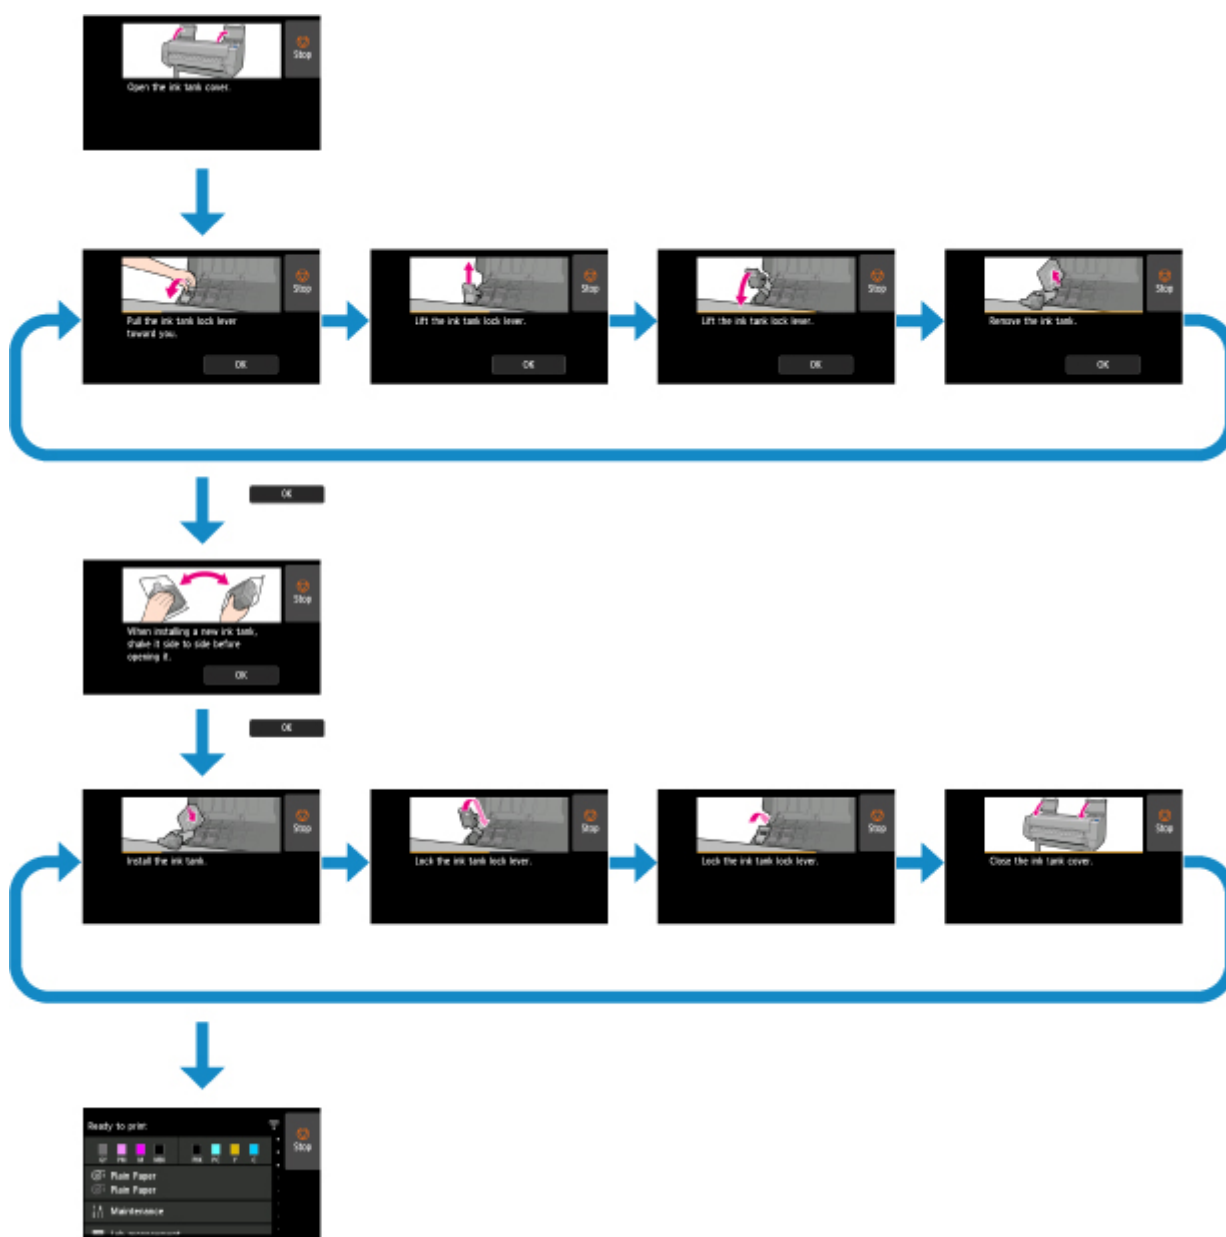 Stop
Open the ink tank cover.
Stop
Pull the ink tank lock lever
toward you.
OK
Stop
Lift the ink tank lock lever.
OK
Stop
Lift the ink tank lock lever.
OK
Stop
Remove the ink tank.
OK
OK
Stop
When installing a new ink tank,
shake it side to side before
opening it.
OK
OK
Stop
Install the ink tank.
Stop
Lock the ink tank lock lever.
Stop
Lock the ink tank lock lever.
Stop
Close the ink tank cover.
Ready to print
Stop
GY PM M MBK PC Y C
Plain Paper
Plain Paper
Maintenance